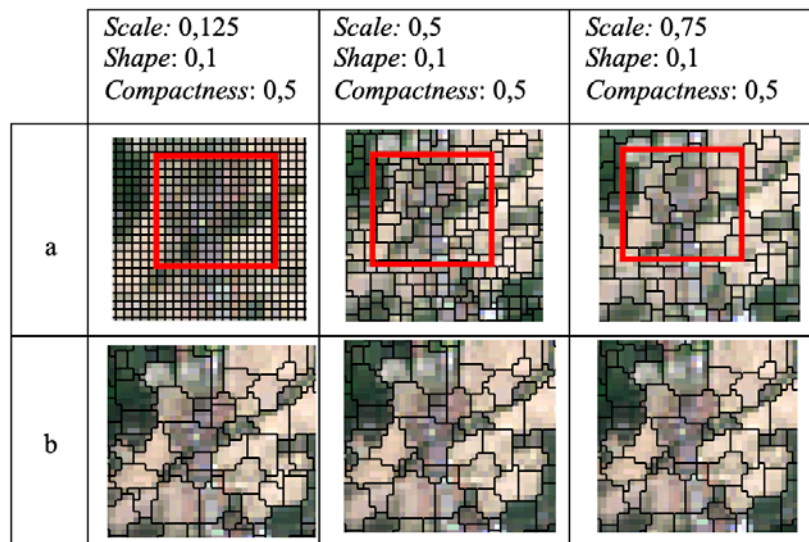 Scale: 0,125
Shape: 0,1
Compactness: 0,5
Scale: 0,5
Shape: 0,1
Compactness: 0,5
Scale: 0,75
Shape: 0,1
Compactness: 0,5
a
b